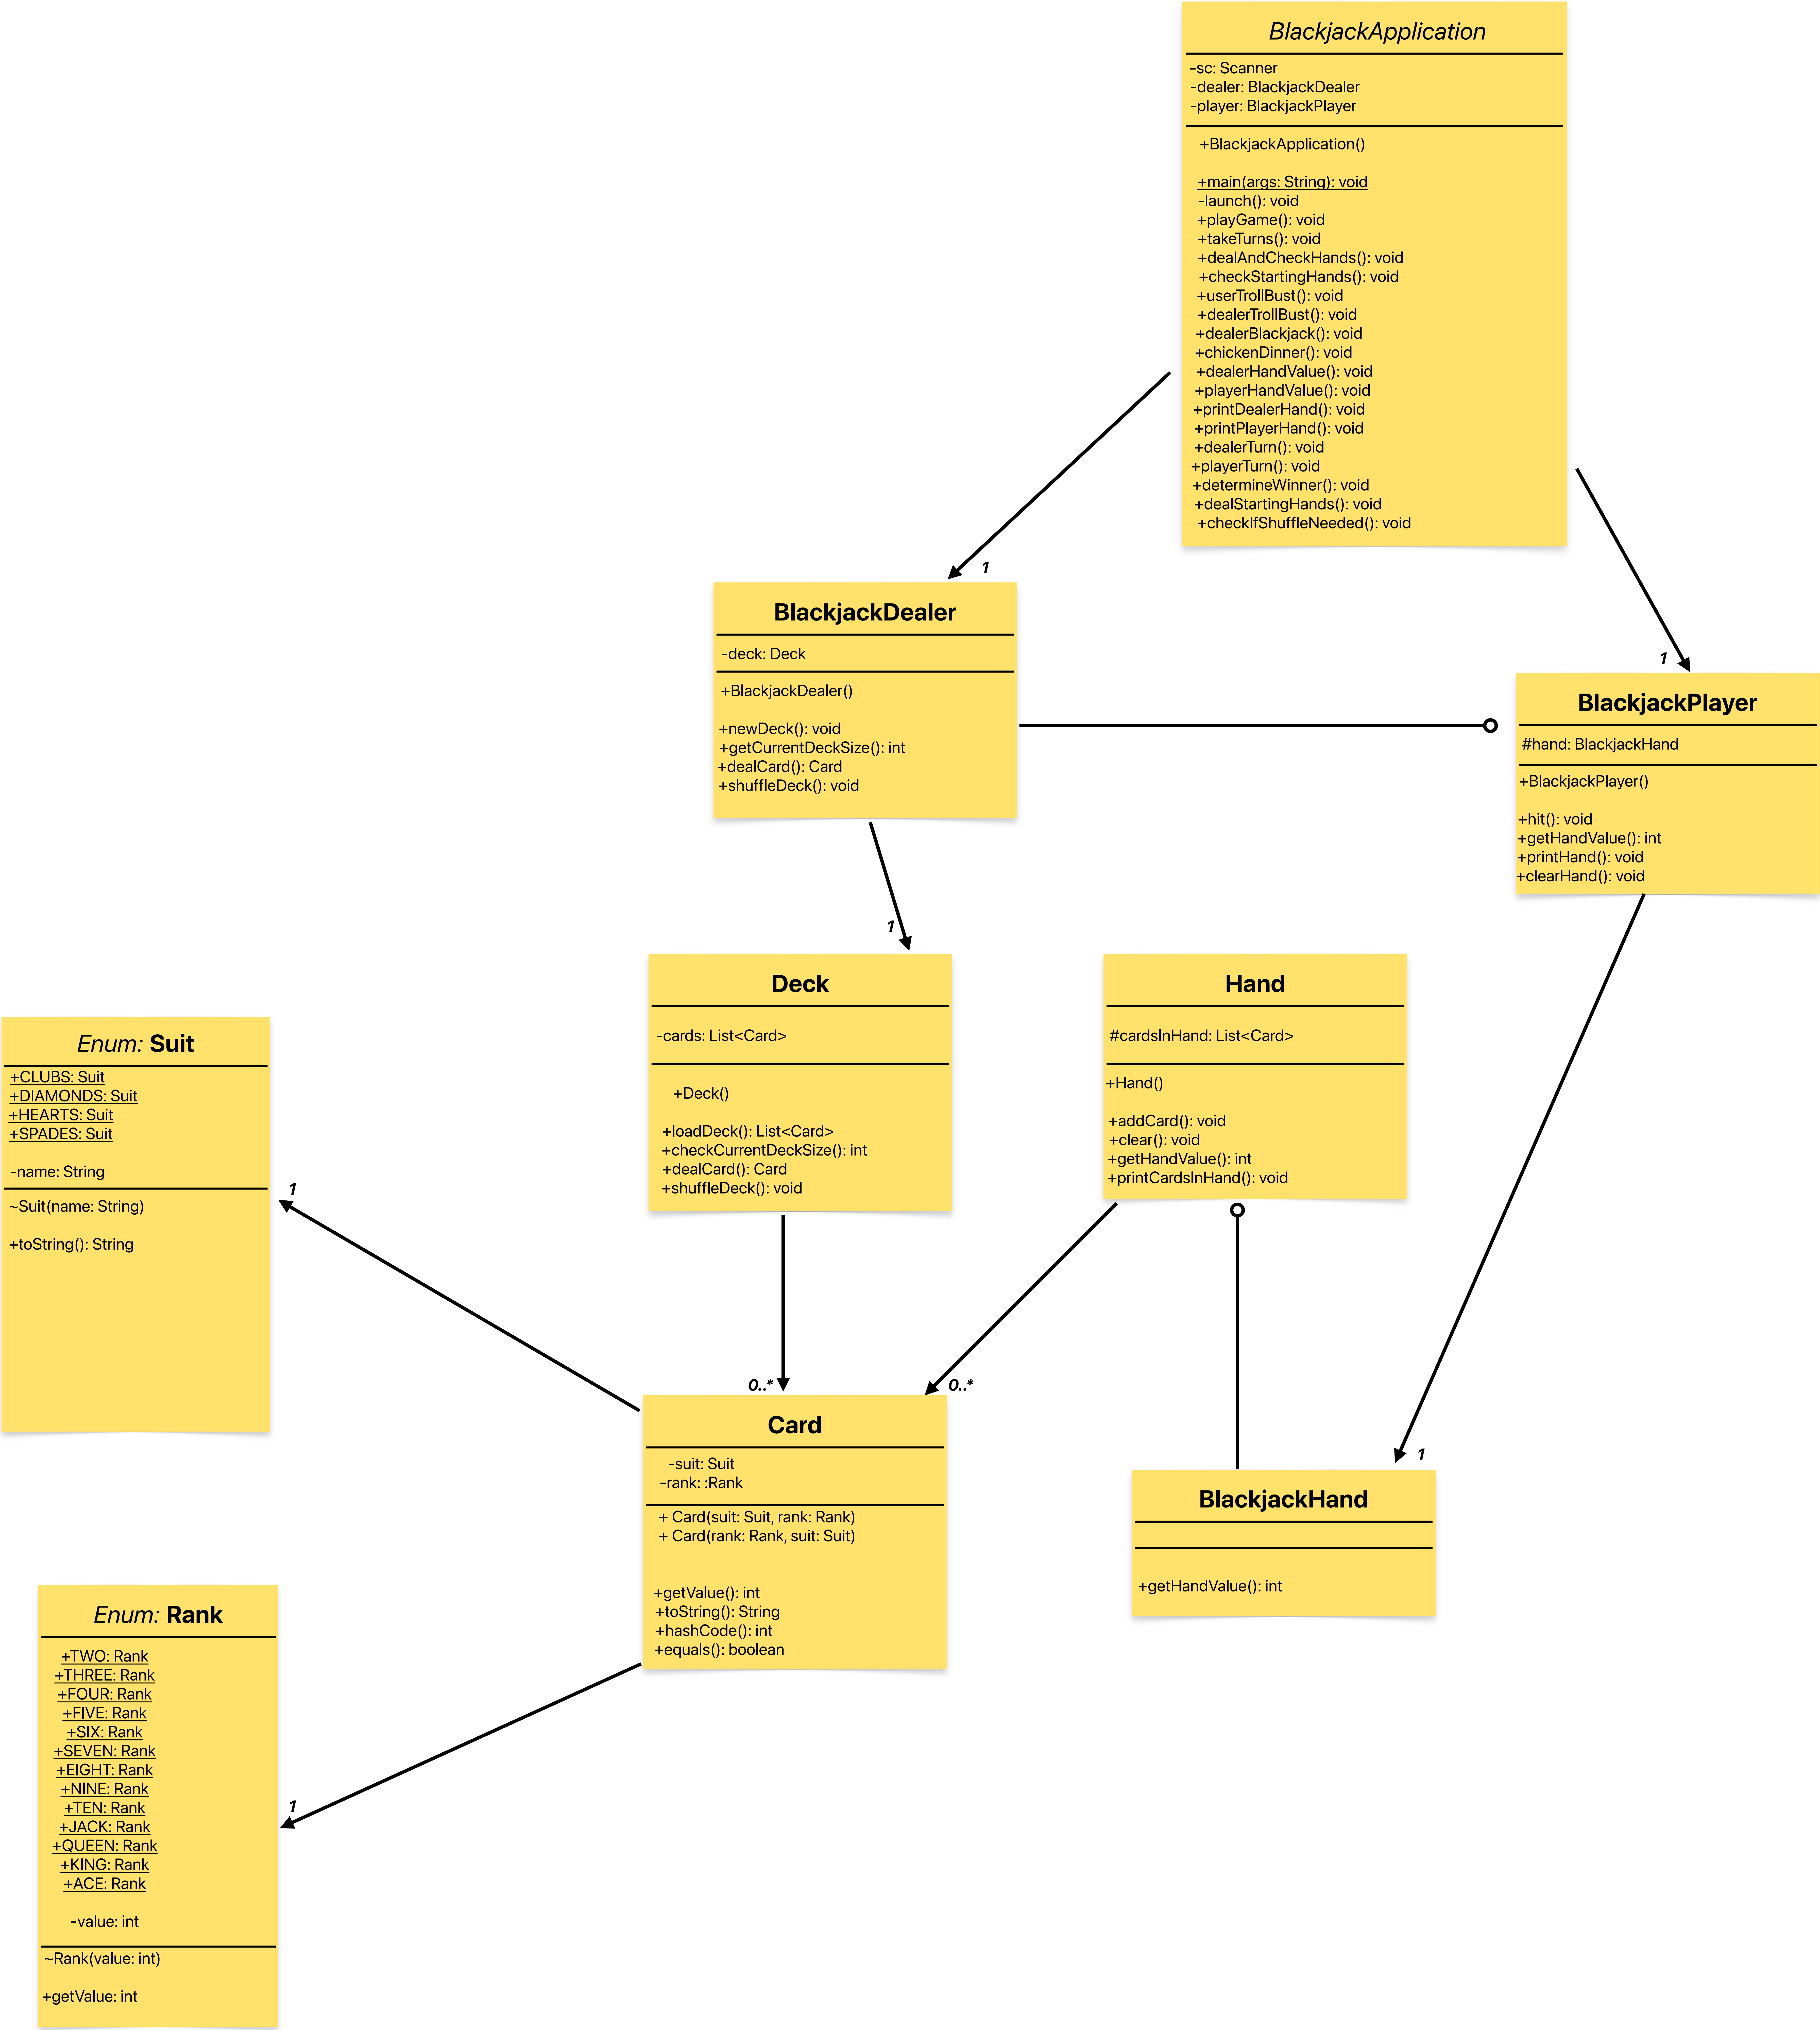 BlackjackApplication
-sc: Scanner
-dealer: BlackjackDealer
-player: BlackjackPlayer
+BlackjackApplication()
+main(args: String): void
-launch(): void
+playGame(): void
+takeTurns(): void
+dealAndCheckHands(): void
+checkStartingHands(): void
+userTrollBust(): void
+dealerTrollBust(): void
+dealerBlackjack(): void
+chickenDinner(): void
+dealerHandValue(): void
+playerHandValue(): void
+printDealerHand(): void
+printPlayerHand(): void
+dealerTurn(): void
+playerTurn(): void
+determineWinner(): void
+dealStartingHands(): void
+checkIfShuffleNeeded(): void
1
BlackjackDealer
-deck: Deck
+BlackjackDealer()
+newDeck(): void
+getCurrentDeckSize(): int
+dealCard(): Card
+shuffleDeck(): void
1
BlackjackPlayer
#hand: BlackjackHand
+BlackjackPlayer()
+hit(): void
+getHandValue(): int
+printHand(): void
+clearHand(): void
1
Deck
-cards: List<Card>
+Deck()
+loadDeck(): List<Card>
+checkCurrentDeckSize(): int
+dealCard(): Card
+shuffleDeck(): void
Hand
#cardsInHand: List<Card>
+Hand()
+addCard(): void
+clear(): void
+getHandValue(): int
+printCardsInHand(): void
Enum: Suit
+CLUBS: Suit
+DIAMONDS: Suit
+HEARTS: Suit
+SPADES: Suit
-name: String
~Suit(name: String)
+toString(): String
1
0..*
0..*
Card
-suit: Suit
-rank: :Rank
+ Card(suit: Suit, rank: Rank)
+ Card(rank: Rank, suit: Suit)
+getValue(): int
+toString(): String
+hashCode(): int
+equals(): boolean
1
BlackjackHand
+getHandValue(): int
Enum: Rank
+TWO: Rank
+THREE: Rank
+FOUR: Rank
+FIVE: Rank
+SIX: Rank
+SEVEN: Rank
+EIGHT: Rank
+NINE: Rank
+TEN: Rank
+JACK: Rank
+QUEEN: Rank
+KING: Rank
+ACE: Rank
-value: int
~Rank(value: int)
+getValue: int
1